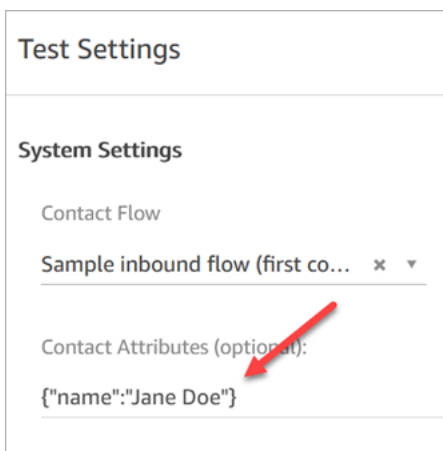 Test Settings
System Settings
Contact Flow
Sample inbound flow (first co...
Contact Attributes (optional):
{"name":"Jane Doe"}